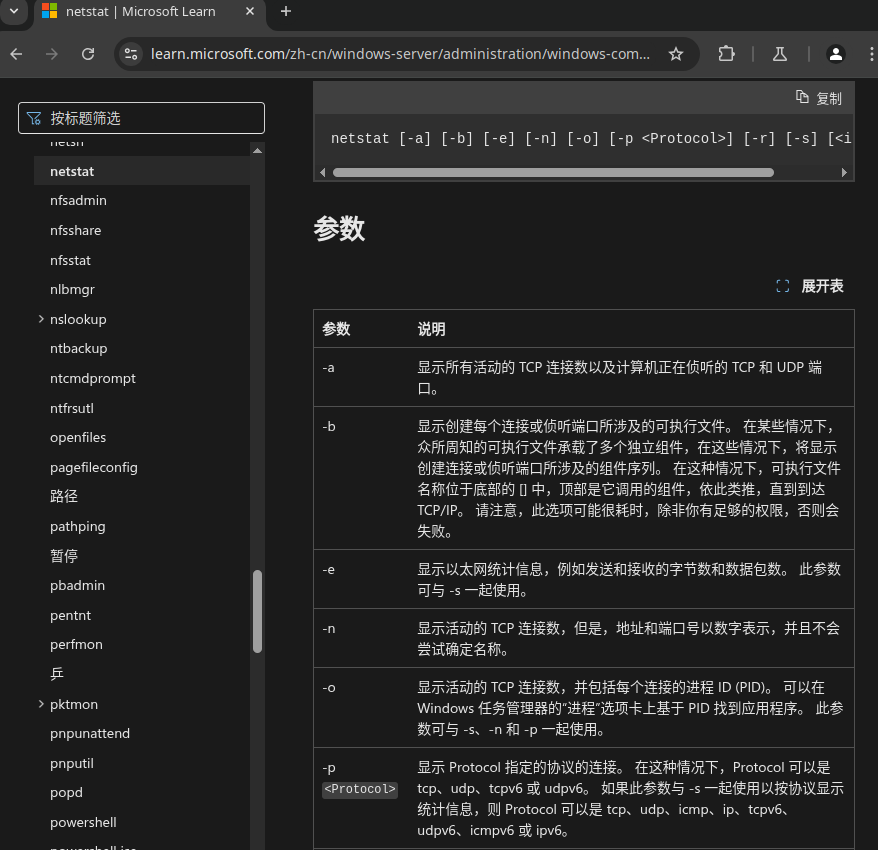 netstat | Microsoft Learn
learn.microsoft.com/zh-cn/windows-server/administration/windows-com...
按标题筛选
netsh
netstat
nfsadmin
nfsshare
nfsstat
nlbmgr
nslookup
ntbackup
ntcmdprompt
ntfrsutl
openfiles
pagefileconfig
路径
pathping
暂停
pbadmin
pentnt
perfmon
乒
pktmon
pnpunattend
pnputil
popd
powershell
powershell ise
复制
netstat [-a] [-b] [-e] [-n] [-o] [-p <Protocol>] [-r] [-s] [<i
参数
展开表
参数 说明
-a 显示所有活动的 TCP 连接数以及计算机正在侦听的 TCP 和 UDP 端
口。
-b 显示创建每个连接或侦听端口所涉及的可执行文件。 在某些情况下，
众所周知的可执行文件承载了多个独立组件，在这些情况下，将显示
创建连接或侦听端口所涉及的组件序列。 在这种情况下，可执行文件
名称位于底部的 [] 中，顶部是它调用的组件，依此类推，直到到达
TCP/IP。 请注意，此选项可能很耗时，除非你有足够的权限，否则会
失败。
-e 显示以太网统计信息，例如发送和接收的字节数和数据包数。 此参数
可与 -s 一起使用。
-n 显示活动的 TCP 连接数，但是，地址和端口号以数字表示，并且不会
尝试确定名称。
-o 显示活动的 TCP 连接数，并包括每个连接的进程 ID (PID)。 可以在
Windows 任务管理器的“进程”选项卡上基于 PID 找到应用程序。 此参
数可与 -s、-n 和 -p 一起使用。
-p 显示 Protocol 指定的协议的连接。 在这种情况下，Protocol 可以是
<Protocol> tcp、udp、tcpv6 或 udpv6。 如果此参数与 -s 一起使用以按协议显示
统计信息，则 Protocol 可以是 tcp、udp、icmp、ip、tcpv6、
udpv6、icmpv6 或 ipv6。